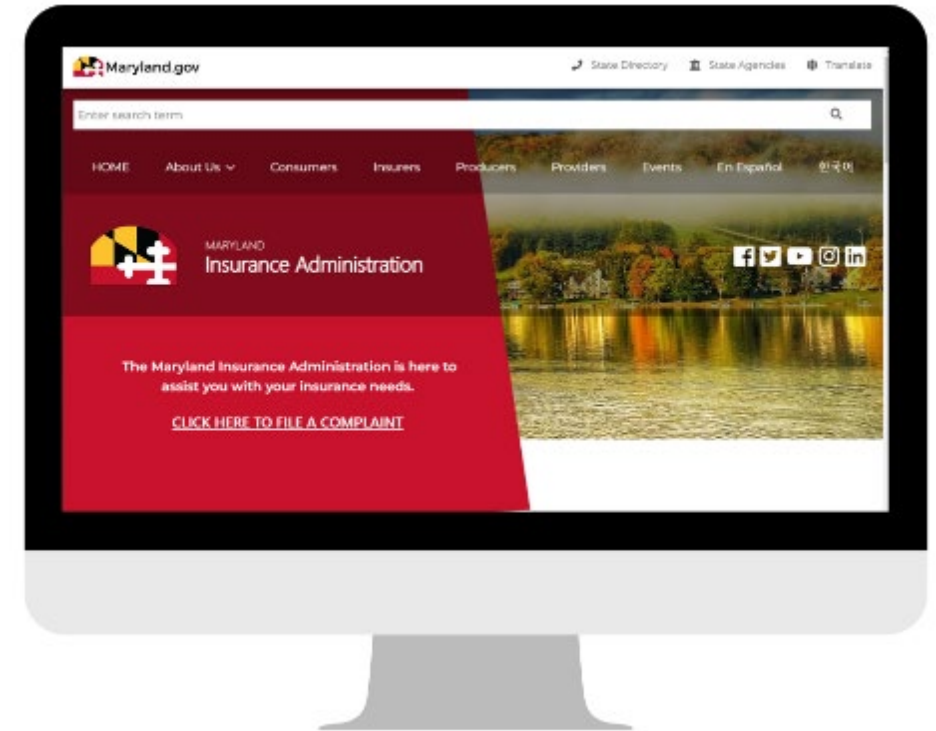 Maryland.gov
State Directory State Agencies Translate
Enter search term
HOME About Us Consumers Insurers Producers Providers Events En Español 한국어
MARYLAND
Insurance Administration
The Maryland Insurance Administration is here to
assist you with your insurance needs.
CLICK HERE TO FILE A COMPLAINT